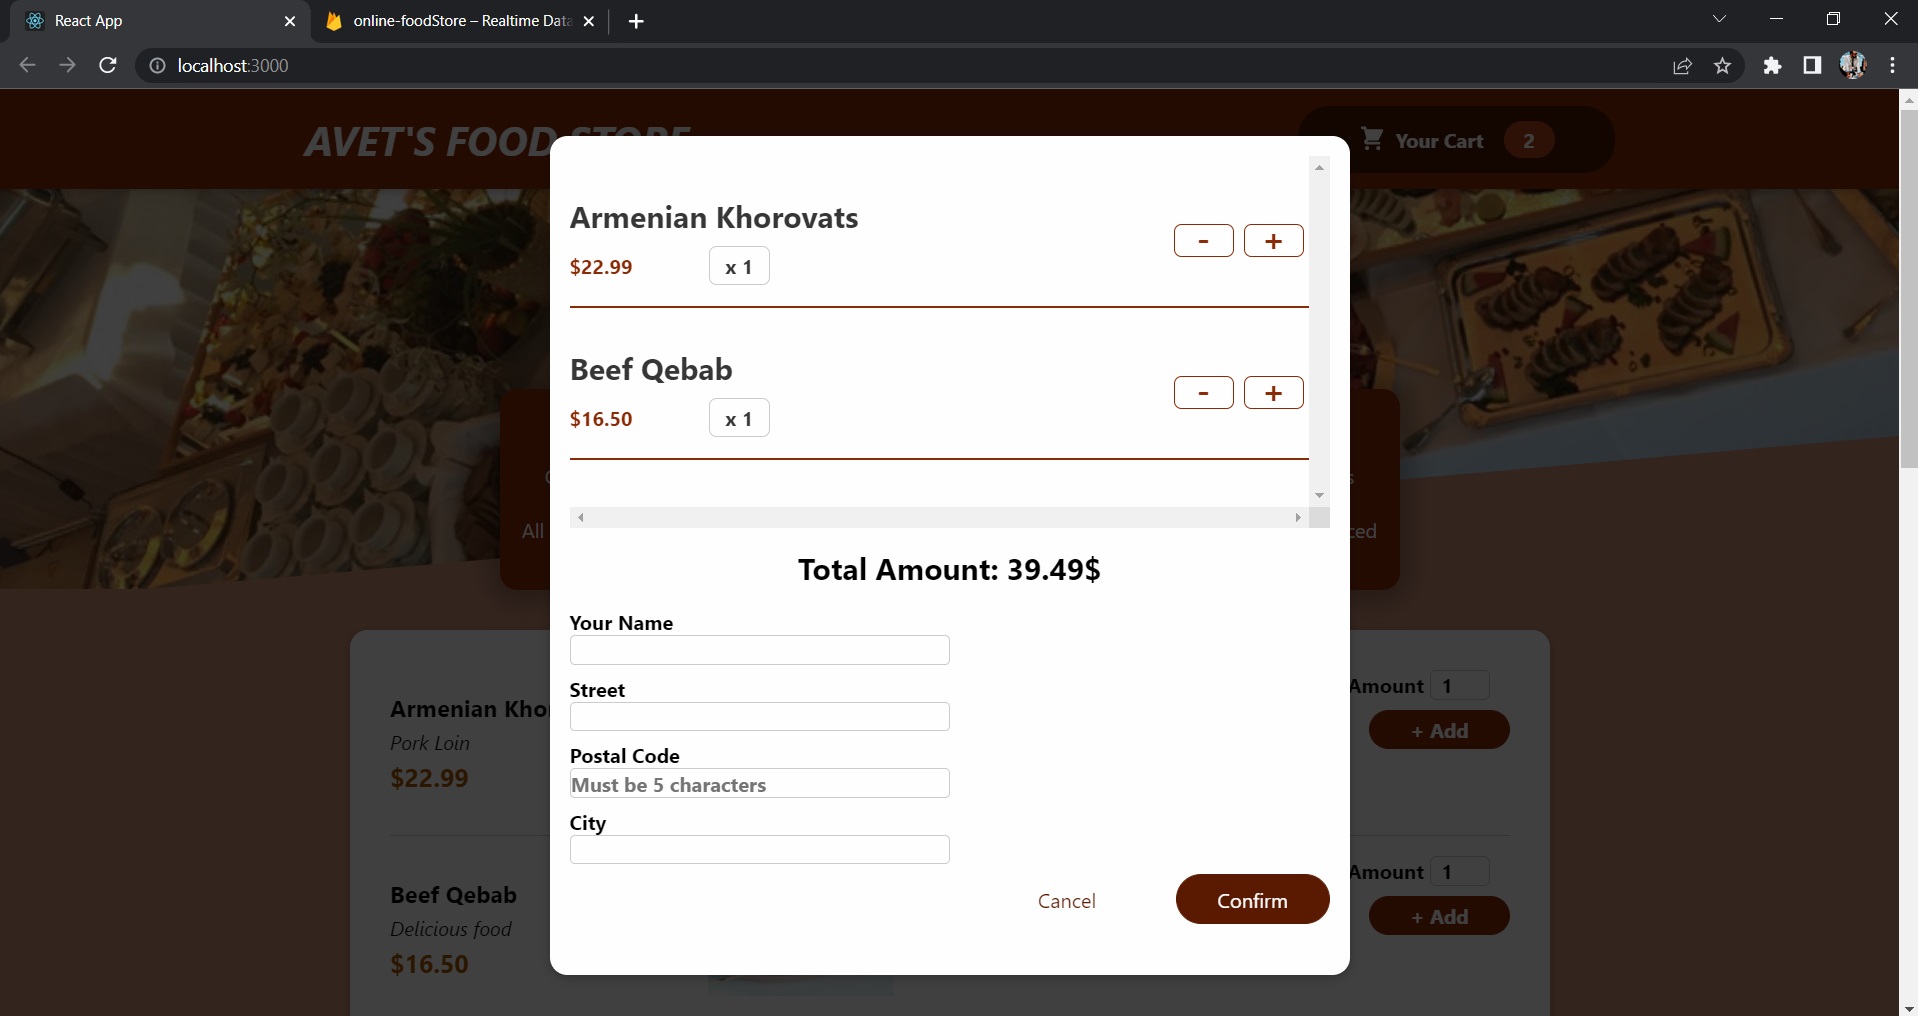 React App
online-foodStore – Realtime Data
localhost:3000
AVET'S FOOD STORE
Your Cart 2
Armenian Khorovats
- +
$22.99 x 1
Beef Qebab
- +
$16.50 x 1
All
Total Amount: 39.49$
Your Name
Street
Postal Code
Must be 5 characters
City
Cancel Confirm
Armenian Kho
Pork Loin
$22.99
Amount 1
+ Add
Beef Qebab
Delicious food
$16.50
Amount 1
+ Add